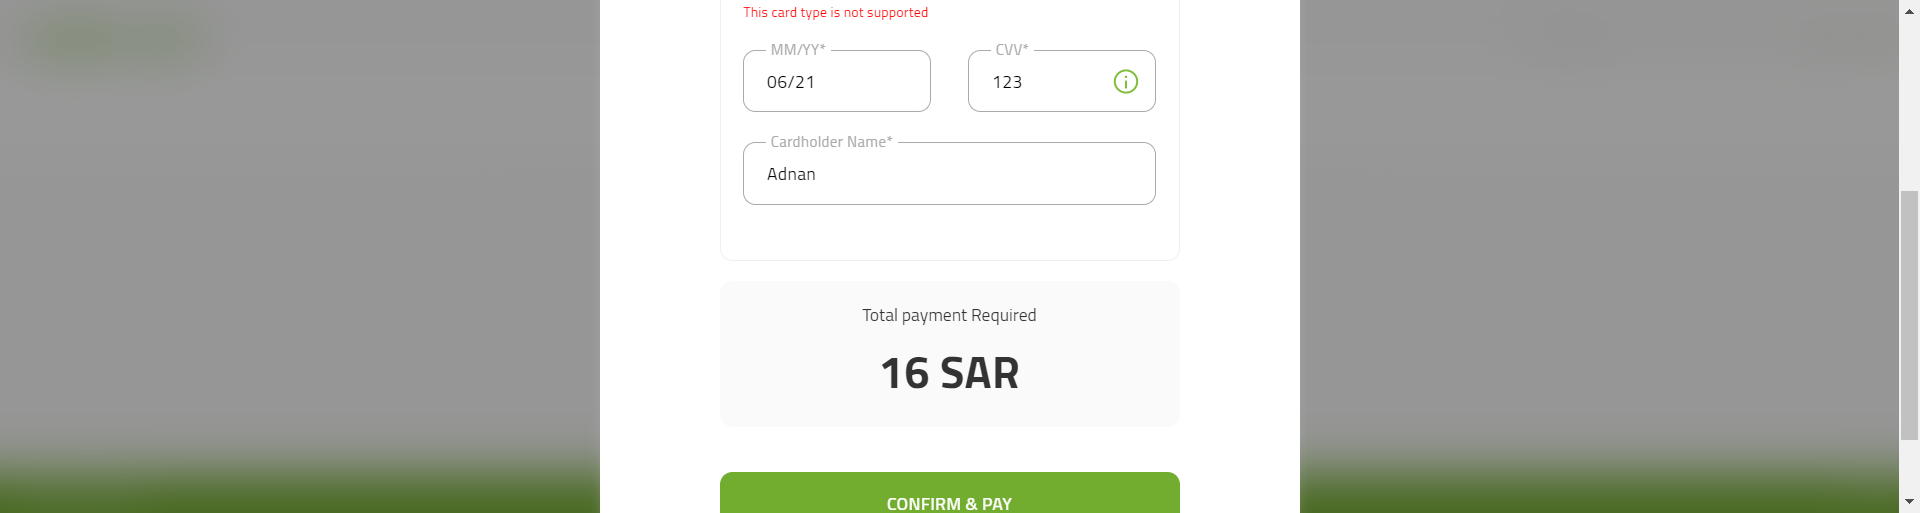 This card type is not supported
MM/YY*
CVV*
06/21
123
Cardholder Name*
Adnan
Total payment Required
16 SAR
CONFIRM & PAY